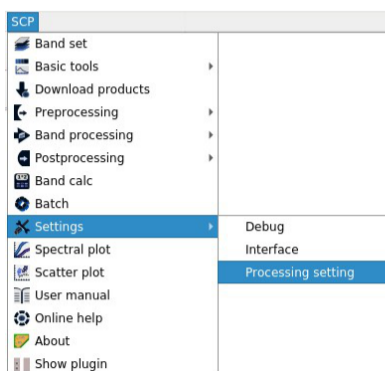 SCP
Band set
Basic tools
Download products
Preprocessing
Band processing
Postprocessing
Band calc
Batch
Settings
Debug
Spectral plot
Interface
Scatter plot
Processing setting
User manual
Online help
About
Show plugin